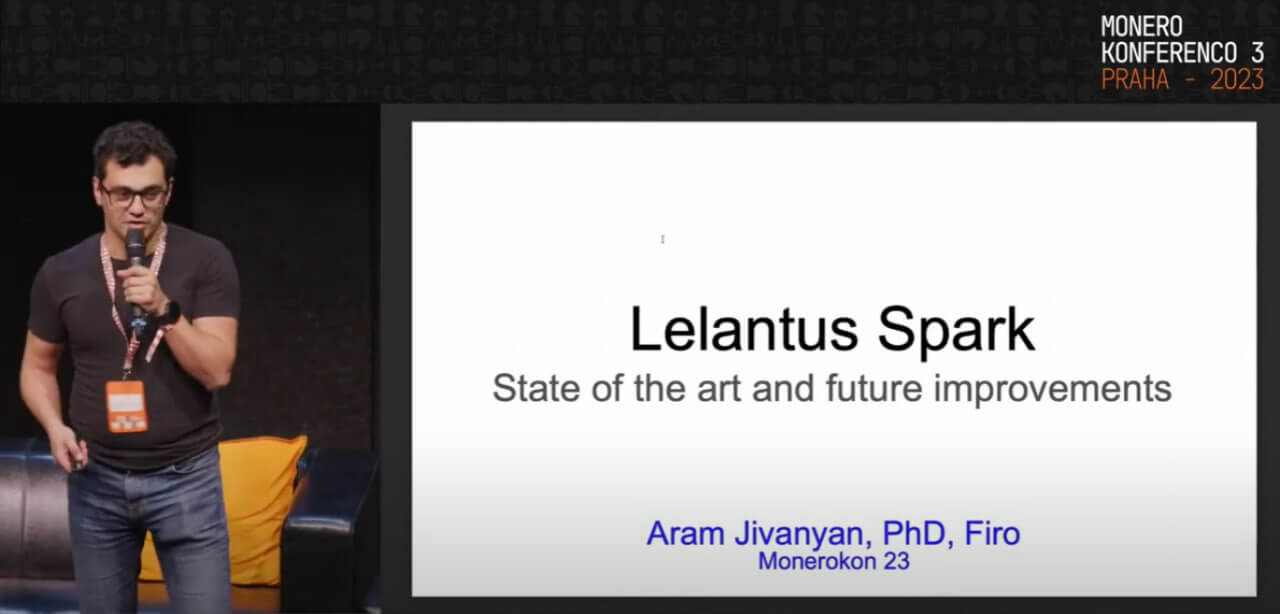 MONERO
KONFERENCO 3
PRAHA - 2023
Lelantus Spark
State of the art and future improvements
Aram Jivanyan, PhD, Firo
Monerokon 23